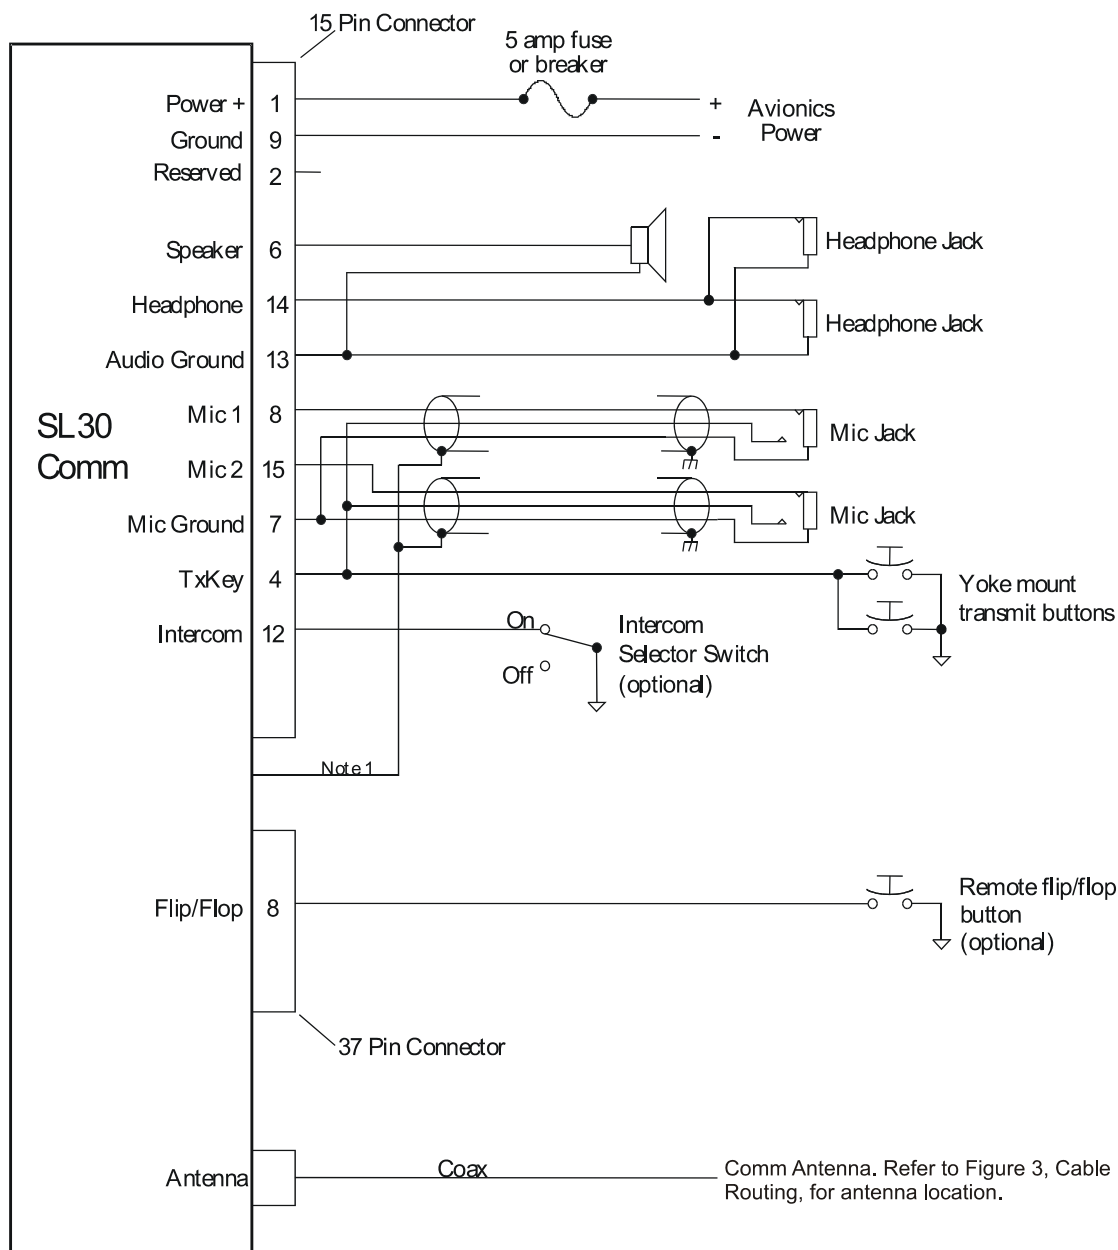 15 Pin Connector
5 amp fuse
or breaker
Power +
1
+
Avionics
Power
Ground
9
-
Reserved
2
Speaker
6
Headphone Jack
Headphone
14
Headphone Jack
Audio Ground
13
SL30
Comm
Mic 1
8
Mic Jack
Mic 2
15
Mic Ground
7
Mic Jack
TxKey
4
Yoke mount
transmit buttons
Intercom
12
On
Off
Intercom
Selector Switch
(optional)
Note 1
Flip/Flop
8
Remote flip/flop
button
(optional)
37 Pin Connector
Antenna
Coax
Comm Antenna. Refer to Figure 3, Cable
Routing, for antenna location.